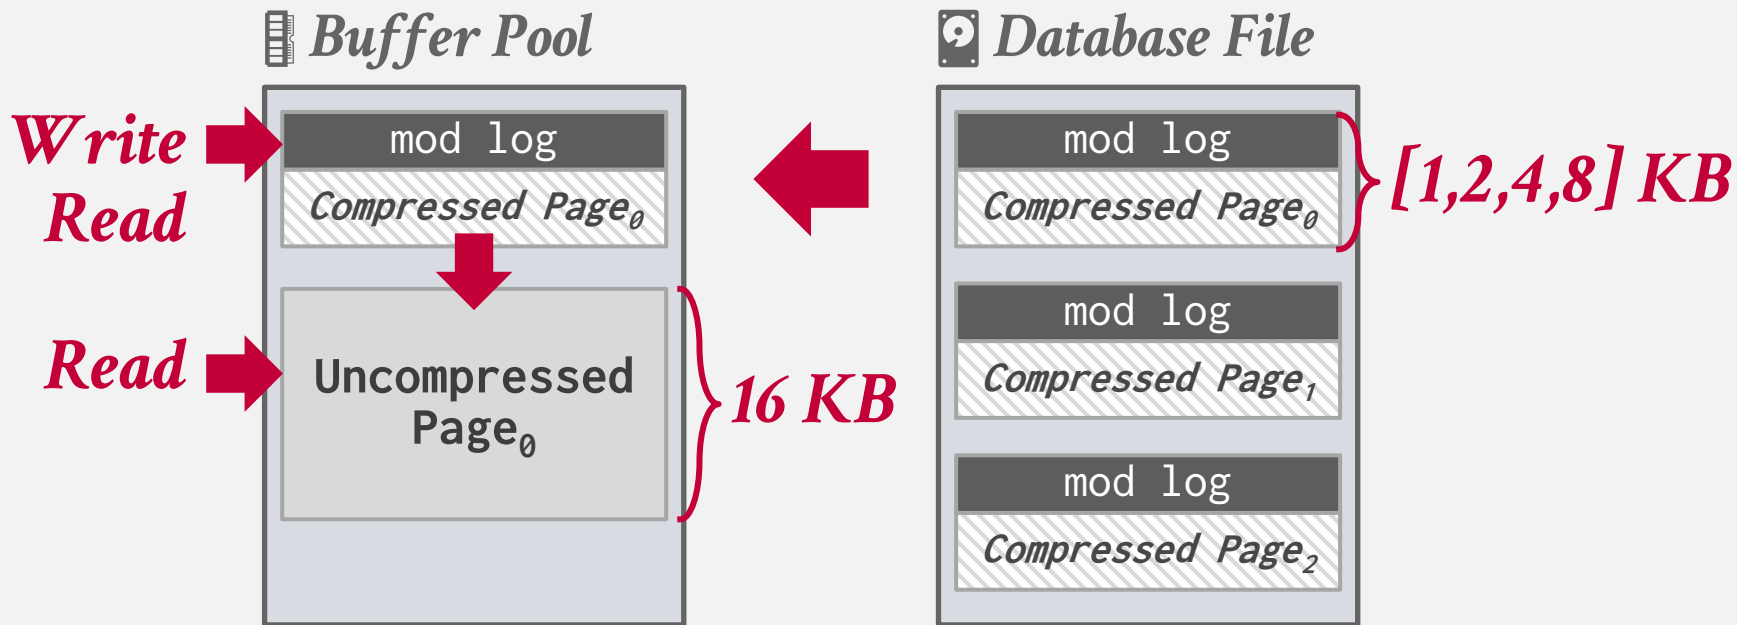 Buffer Pool
Write
Read
mod log
Compressed Page₀
Read
Uncompressed
Page₀
16 KB
Database File
mod log
Compressed Page₀
[1,2,4,8] KB
mod log
Compressed Page₁
mod log
Compressed Page₂